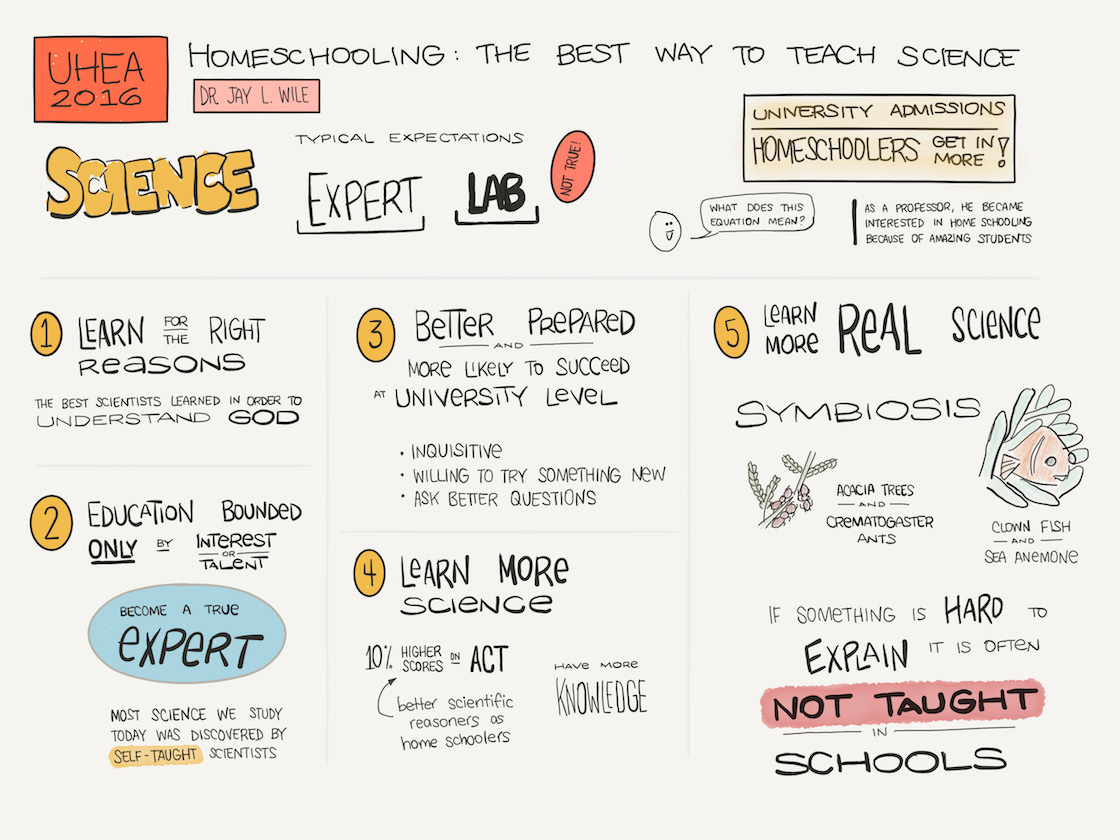 UHEA
2016
HOMESCHOOLING: THE BEST WAY TO TEACH SCIENCE
DR. JAY L. WILE
SCIENCE
TYPICAL EXPECTATIONS
EXPERT LAB
NOT TRUE!
UNIVERSITY ADMISSIONS
HOMESCHOOLERS GET IN MORE!
WHAT DOES THIS
EQUATION MEAN?
AS A PROFESSOR, HE BECAME
INTERESTED IN HOME SCHOOLING
BECAUSE OF AMAZING STUDENTS
1 LEARN FOR THE RIGHT
REASONS
THE BEST SCIENTISTS LEARNED IN ORDER TO
UNDERSTAND GOD
2 EDUCATION BOUNDED
ONLY BY INTEREST
OR
TALENT
BECOME A TRUE
EXPERT
MOST SCIENCE WE STUDY
TODAY WAS DISCOVERED BY
SELF-TAUGHT SCIENTISTS
3 BETTER PREPARED
AND
MORE LIKELY TO SUCCEED
AT UNIVERSITY LEVEL
• INQUISITIVE
• WILLING TO TRY SOMETHING NEW
• ASK BETTER QUESTIONS
4 LEARN MORE
SCIENCE
10% HIGHER SCORES ON ACT
better scientific
reasoners as
home schoolers
HAVE MORE
KNOWLEDGE
5 LEARN MORE REAL SCIENCE
SYMBIOSIS
ACACIA TREES
AND
CREMATOGASTER
ANTS
CLOWN FISH
AND
SEA ANEMONE
IF SOMETHING IS HARD TO
EXPLAIN IT IS OFTEN
NOT TAUGHT
IN
SCHOOLS